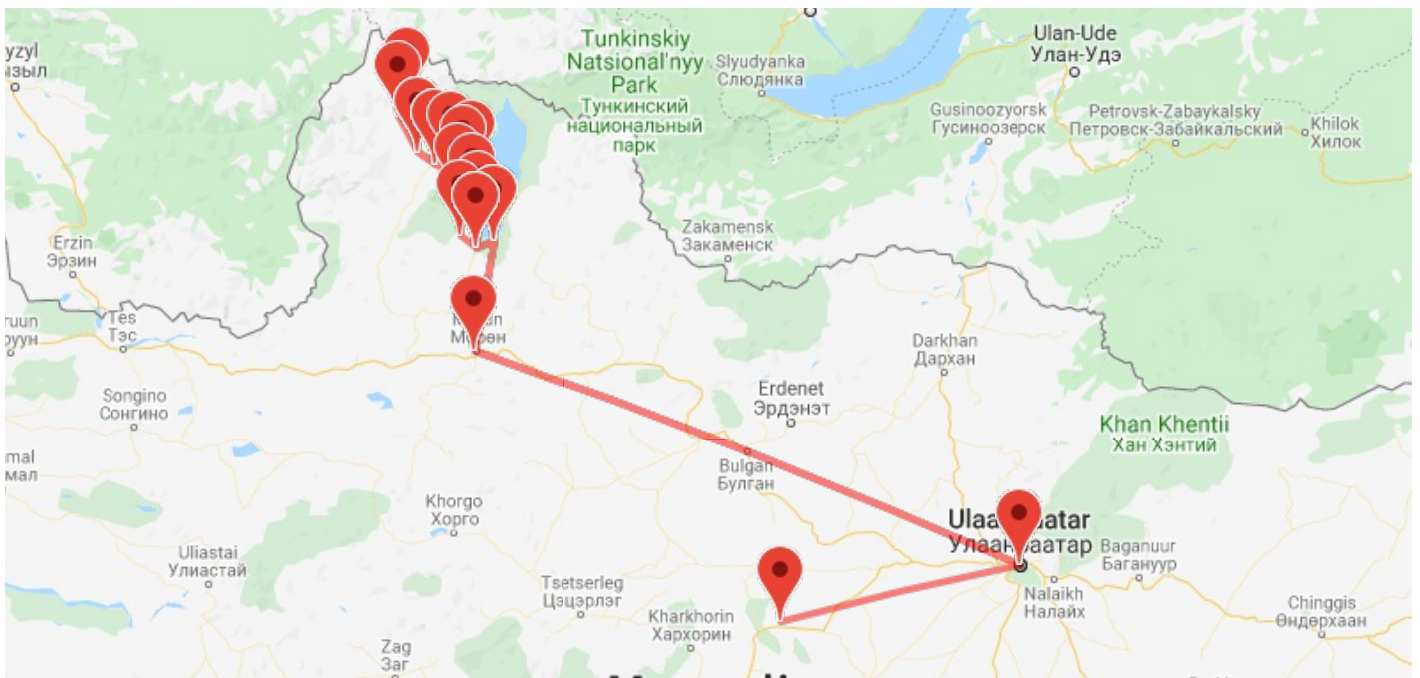 Tunkinskiy
Natsional'nyy
Park
Тункинский
национальный
парк
Slyudyanka
Слюдянка
Ulan-Ude
Улан-Удэ
Gusinoozyorsk
Гусиноозерск
Petrovsk-Zabaykalsky
Петровск-Забайкальский
Khilok
Хилок
Zakamensk
Закаменск
Erzin
Эрзин
Tes
Тэс
Darkhan
Дархан
Songino
Сонгино
Erdenet
Эрдэнэт
Khan Khentii
Хан Хэнтий
Bulgan
Булган
Khorgo
Хорго
Uliastai
Улиастай
Tsetserleg
Цэцэрлэг
Kharkhorin
Хархорин
Baganuur
Багануур
Nalaikh
Налайх
Chinggis
Өндөрхаан
Zag
Заг